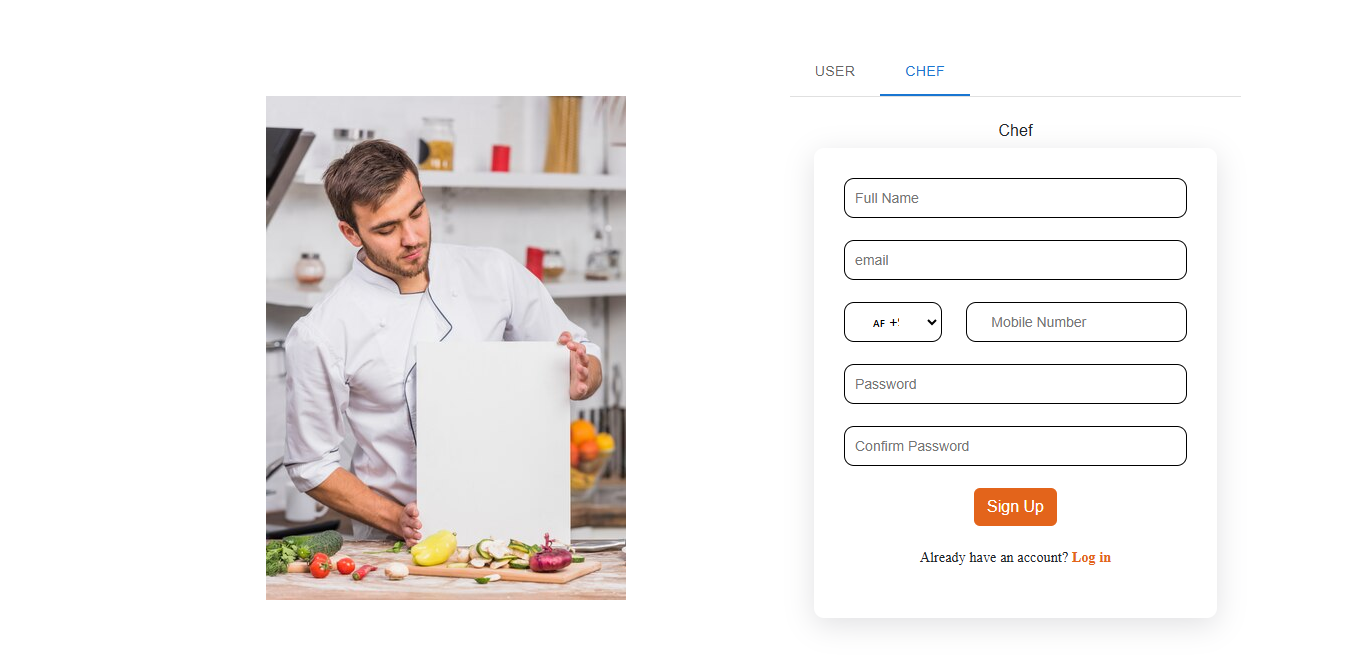 USER CHEF
Chef
Full Name
email
AF +
Mobile Number
Password
Confirm Password
Sign Up
Already have an account? Log in